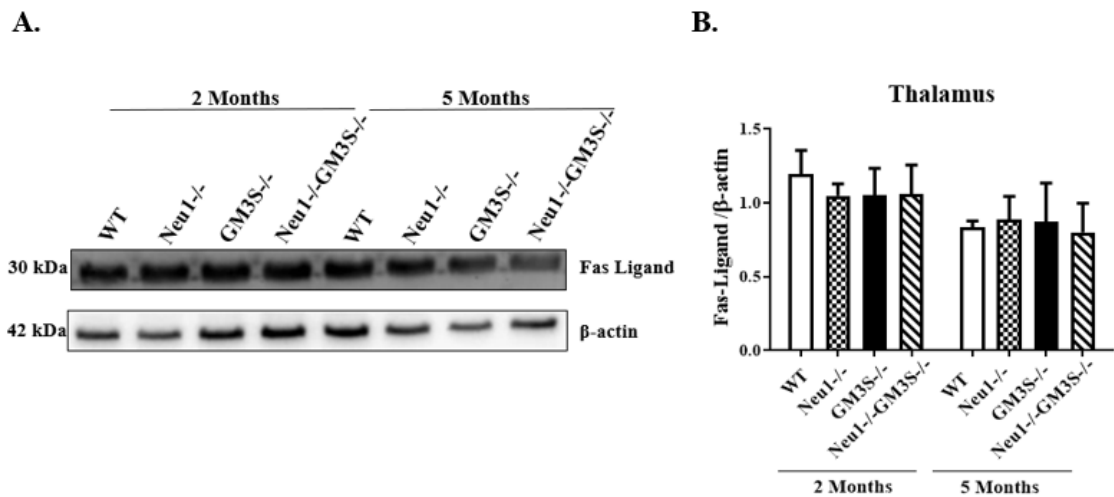 A.
2 Months
5 Months
WT
Neu1-/-
GM3S-/-
Neu1-/-GM3S-/-
WT
Neu1-/-
GM3S-/-
Neu1-/-GM3S-/-
30 kDa
Fas Ligand
42 kDa
β-actin
B.
Thalamus
Fas-Ligand /β-actin
1.5
1.0
0.5
0.0
WT
Neu1-/-
GM3S-/-
Neu1-/-GM3S-/-
WT
Neu1-/-
GM3S-/-
Neu1-/-GM3S-/-
2 Months
5 Months